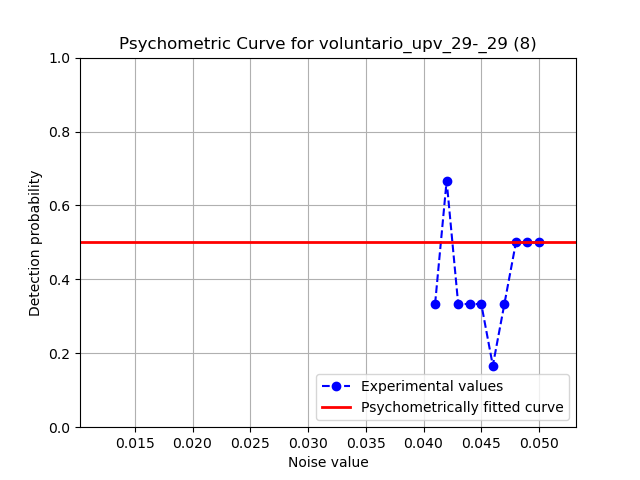 Psychometric Curve for voluntario_upv_29-_29 (8)
1.0
0.8
0.6
0.4
0.2
0.0
Detection probability
Experimental values
Psychometrically fitted curve
0.015 0.020 0.025 0.030 0.035 0.040 0.045 0.050
Noise value